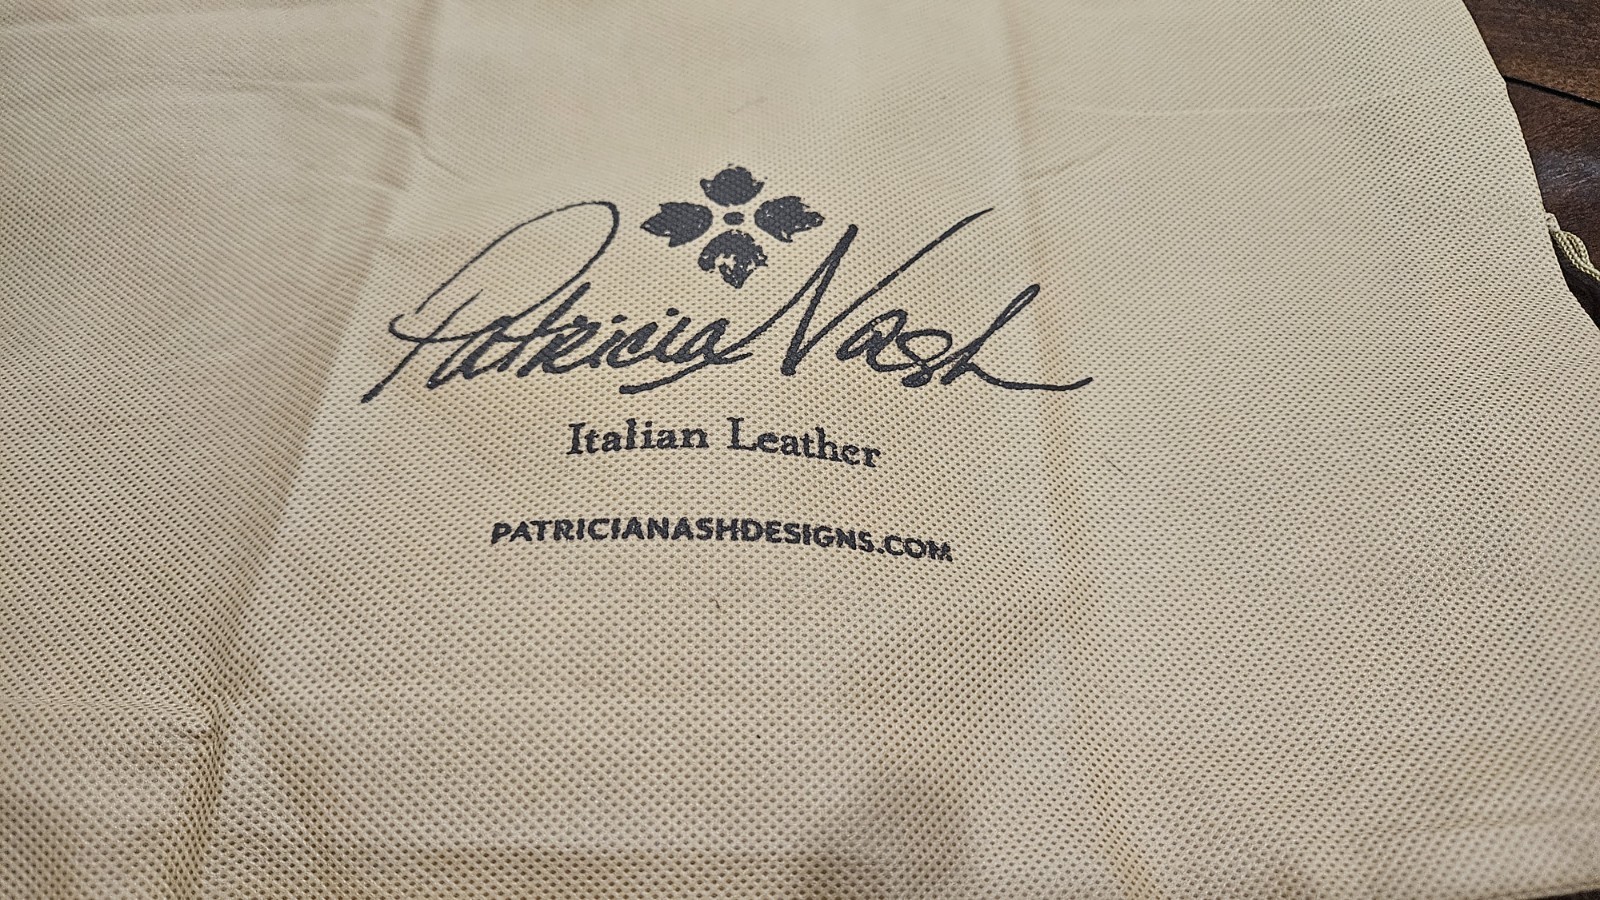 Patricia Nash
Italian Leather
PATRICIANASHDESIGNS.COM